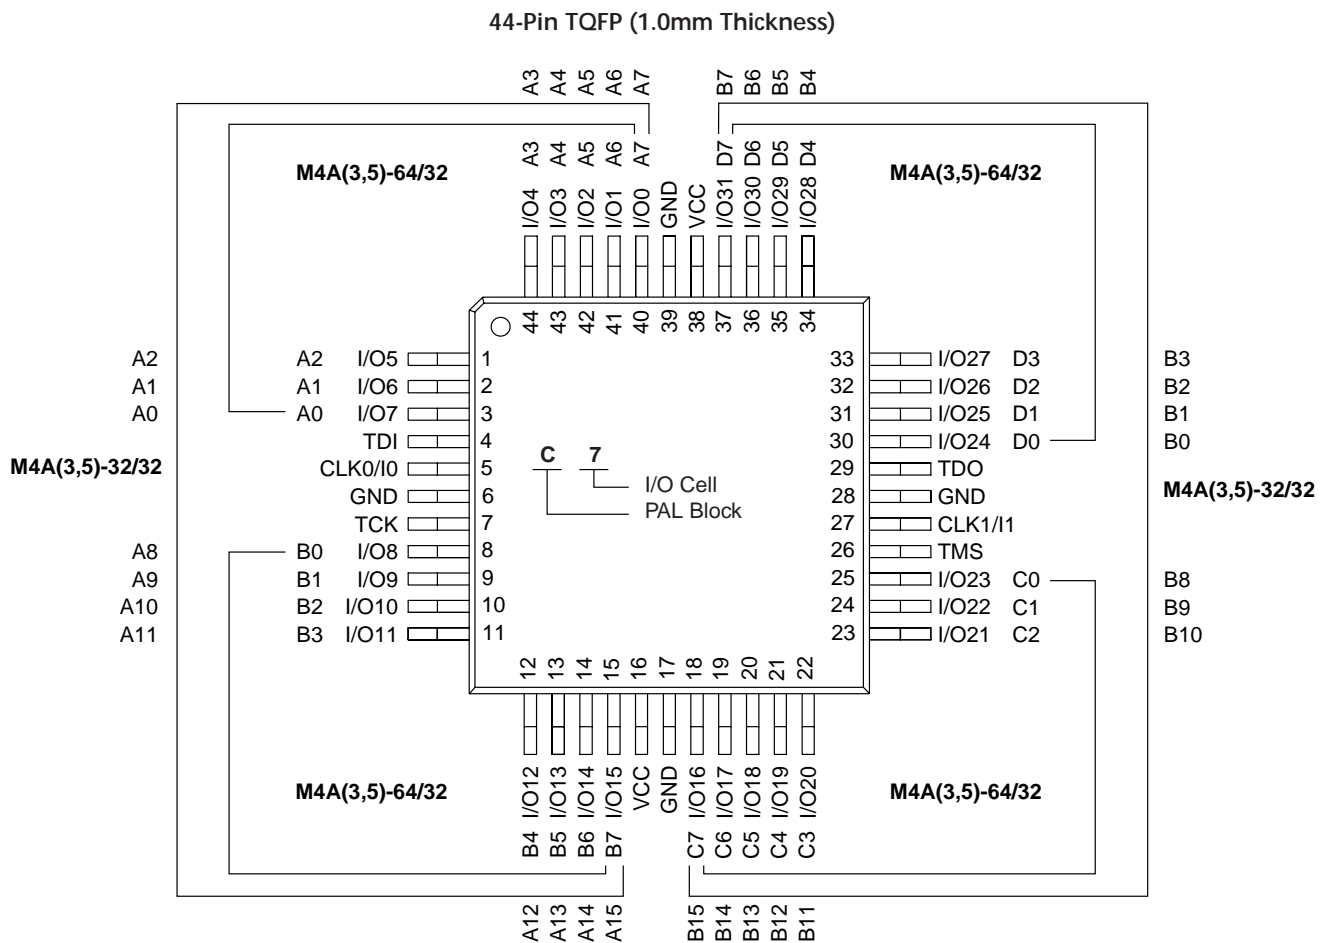 44-Pin TQFP (1.0mm Thickness)
A3 A4 A5 A6 A7 B7 B6 B5 B4
M4A(3,5)-64/32 M4A(3,5)-64/32
A3 A4 A5 A6 A7 D7 D6 D5 D4
I/O4 I/O3 I/O2 I/O1 I/O0 GND VCC I/O31 I/O30 I/O29 I/O28
44 43 42 41 40 39 38 37 36 35 34
A2 A2 I/O5 1 33 I/O27 D3 B3
A1 A1 I/O6 2 32 I/O26 D2 B2
A0 A0 I/O7 3 31 I/O25 D1 B1
TDI 4 30 I/O24 D0 B0
M4A(3,5)-32/32 CLK0/I0 5 C 7 29 TDO
GND 6 I/O Cell 28 GND M4A(3,5)-32/32
TCK 7 PAL Block 27 CLK1/I1
A8 B0 I/O8 8 26 TMS
A9 B1 I/O9 9 25 I/O23 C0 B8
A10 B2 I/O10 10 24 I/O22 C1 B9
A11 B3 I/O11 11 23 I/O21 C2 B10
12 13 14 15 16 17 18 19 20 21 22
I/O12 I/O13 I/O14 I/O15 VCC GND I/O16 I/O17 I/O18 I/O19 I/O20
M4A(3,5)-64/32 M4A(3,5)-64/32
B4 B5 B6 B7 C7 C6 C5 C4 C3
A12 A13 A14 A15 B15 B14 B13 B12 B11